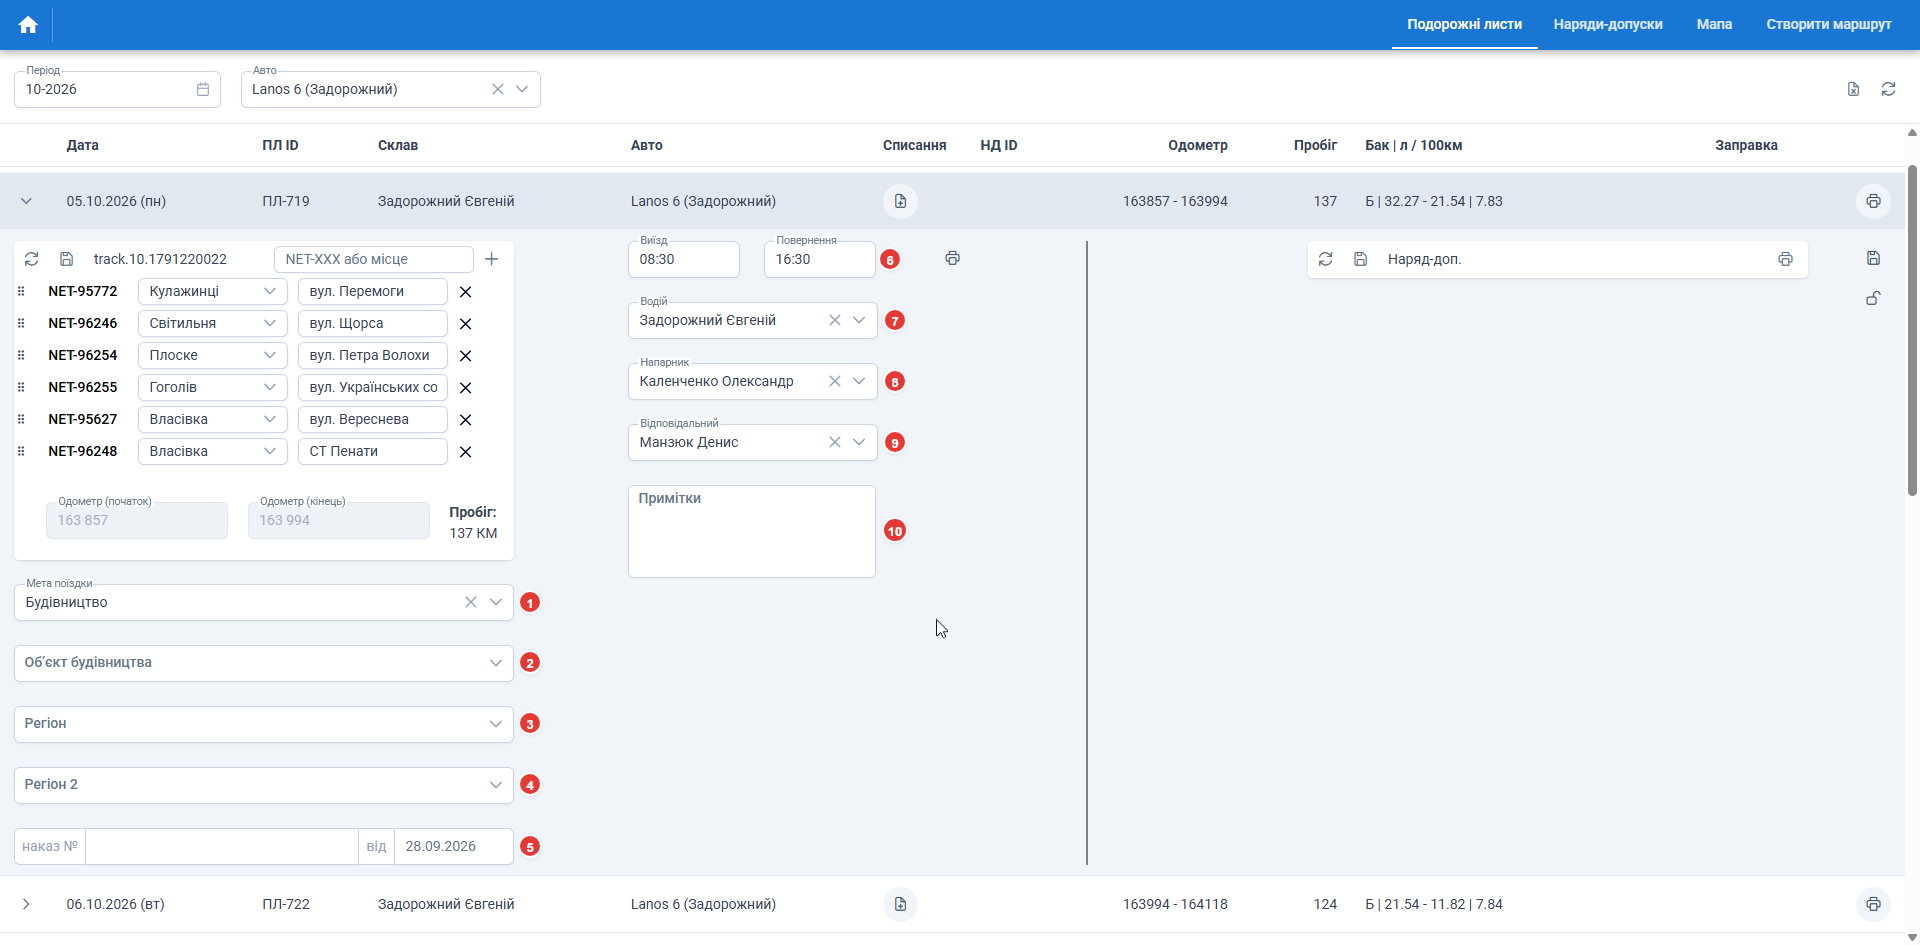 Подорожні листи Наряди-допуски Мапа Створити маршрут
Період
10-2026
Авто
Lanos 6 (Задорожний)
Дата ПЛ ID Склав Авто Списання НД ID Одометр Пробіг Бак | л / 100км Заправка
05.10.2026 (пн) ПЛ-719 Задорожний Євгеній Lanos 6 (Задорожний) 163857 - 163994 137 Б | 32.27 - 21.54 | 7.83
track.10.1791220022 NET-XXX або місце
NET-95772 Кулажинці вул. Перемоги
NET-96246 Світильня вул. Щорса
NET-96254 Плоске вул. Петра Волохи
NET-96255 Гоголів вул. Українських со
NET-95627 Власівка вул. Вереснева
NET-96248 Власівка СТ Пенати
Одометр (початок)
163 857
Одометр (кінець)
163 994
Пробіг:
137 КМ
Мета поїздки
Будівництво
1
Об'єкт будівництва
2
Регіон
3
Регіон 2
4
наказ № від 28.09.2026
5
Виїзд
08:30
Повернення
16:30
6
Водій
Задорожний Євгеній
7
Напарник
Каленченко Олександр
8
Відповідальний
Манзюк Денис
9
Примітки
10
Наряд-доп.
06.10.2026 (вт) ПЛ-722 Задорожний Євгеній Lanos 6 (Задорожний) 163994 - 164118 124 Б | 21.54 - 11.82 | 7.84